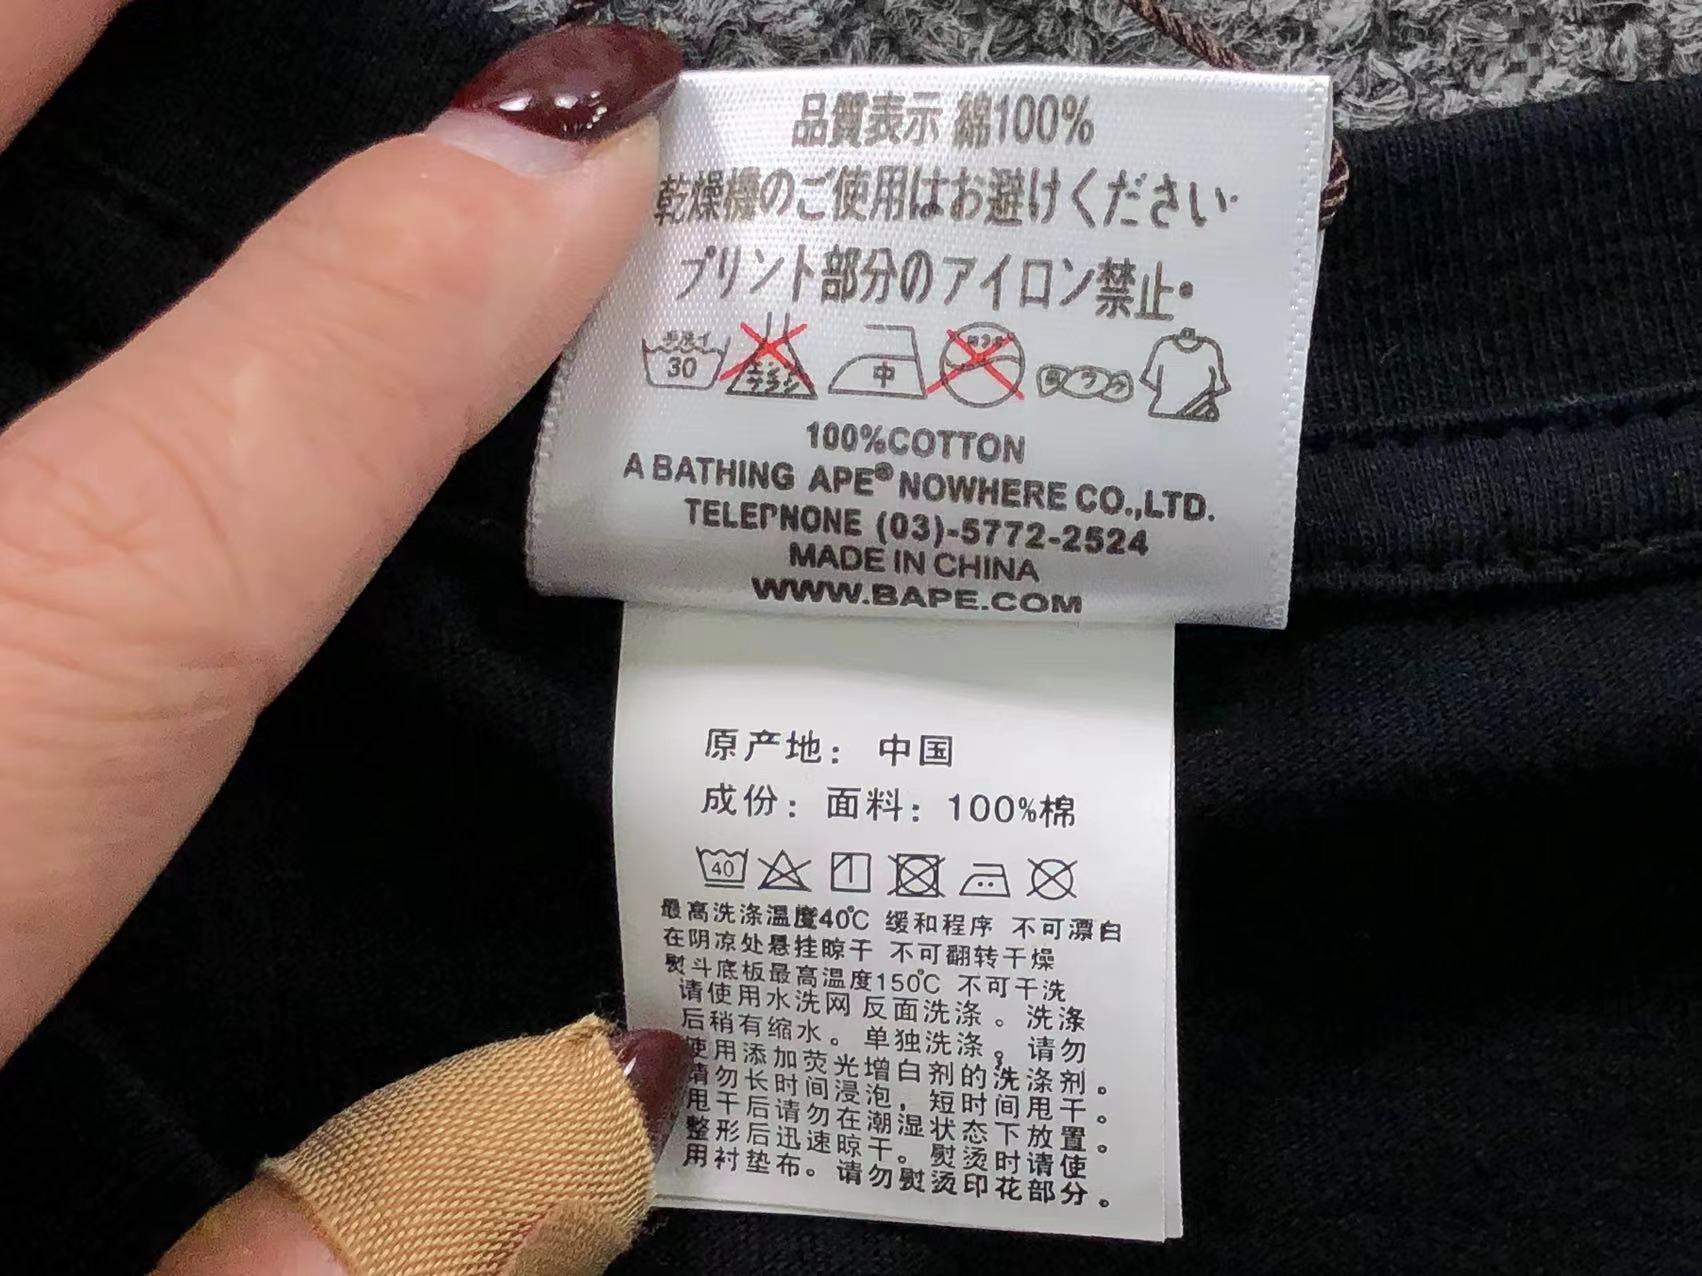 品質表示 綿100%
乾燥機のご使用はお避けください·
プリント部分のアイロン禁止•
30
エンソ
中
100%COTTON
A BATHING APE® NOWHERE CO.,LTD.
TELEPNONE (03)-5772-2524
MADE IN CHINA
WWW.BAPE.COM
原产地：中国
成份：面料：100%棉
40
最高洗涤温度40℃ 缓和程序 不可漂白
在阴凉处悬挂晾干 不可翻转干燥
熨斗底板最高温度150℃ 不可干洗
请使用水洗网 反面洗涤。洗涤
后稍有缩水。单独洗涤。请勿
使用添加荧光增白剂的洗涤剂。
请勿长时间浸泡，短时间甩干。
甩干后请勿在潮湿状态下放置。
整形后迅速晾干。熨烫时请使
用衬垫布。请勿熨烫印花部分。